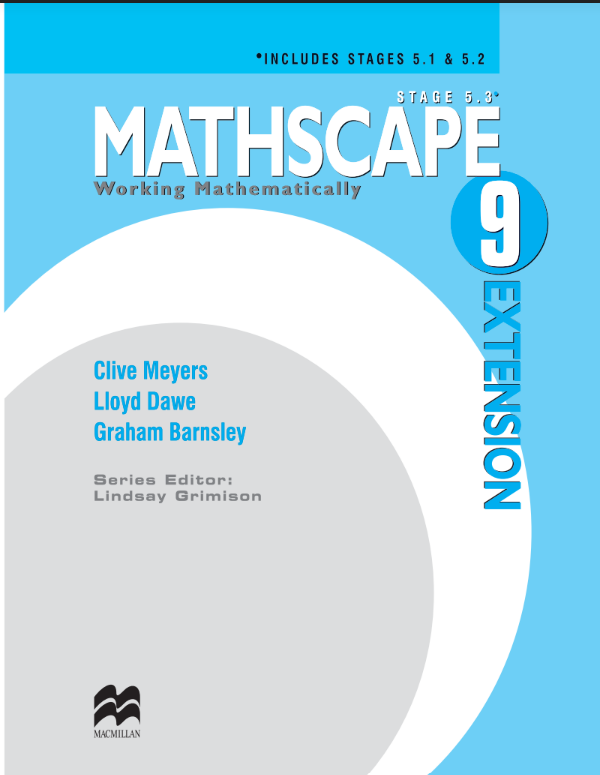 •INCLUDES STAGES 5.1 & 5.2
STAGE 5.3•
MATHSCAPE
Working Mathematically
9
EXTENSION
Clive Meyers
Lloyd Dawe
Graham Barnsley
Series Editor:
Lindsay Grimison
MACMILLAN